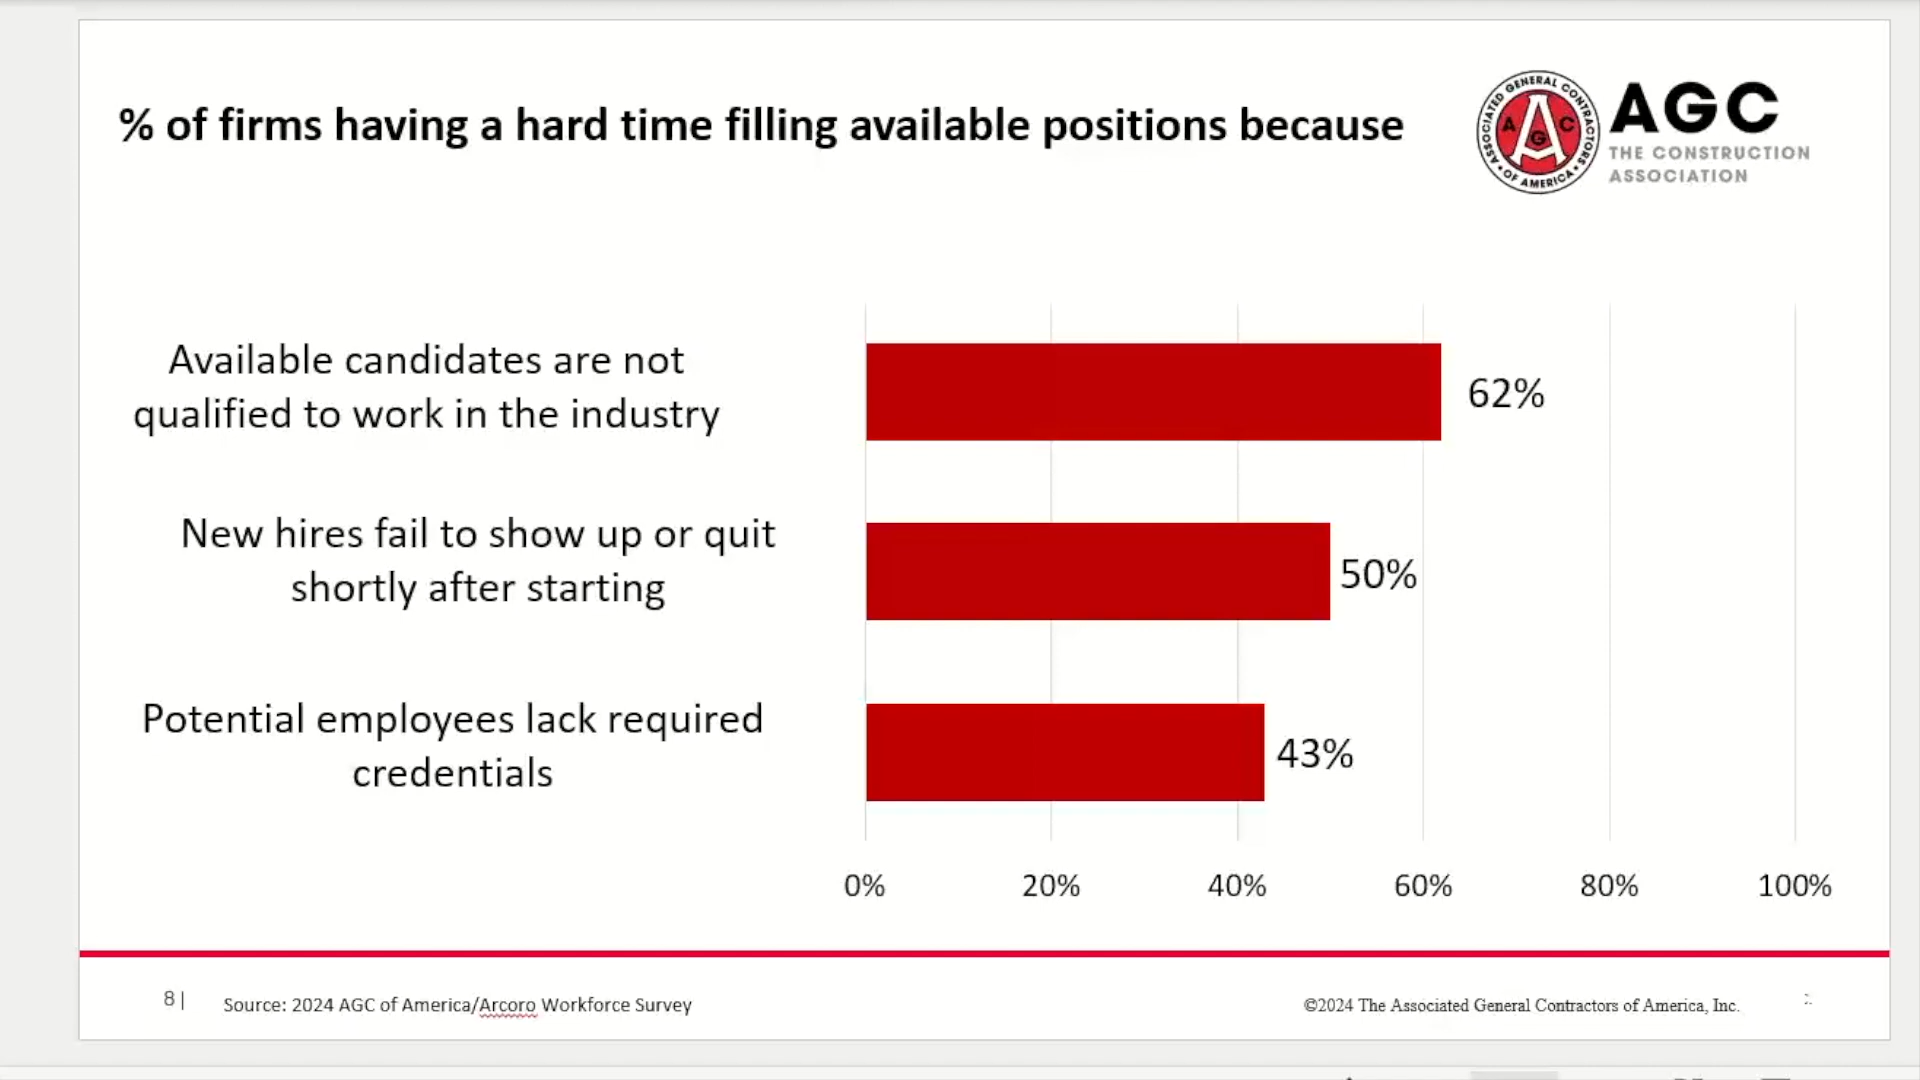 % of firms having a hard time filling available positions because
ASSOCIATED GENERAL CONTRACTORS
OF AMERICA
A G C
AGC
THE CONSTRUCTION
ASSOCIATION
Available candidates are not
qualified to work in the industry
62%
New hires fail to show up or quit
shortly after starting
50%
Potential employees lack required
credentials
43%
0% 20% 40% 60% 80% 100%
8 |
Source: 2024 AGC of America/Arcoro Workforce Survey
©2024 The Associated General Contractors of America, Inc.